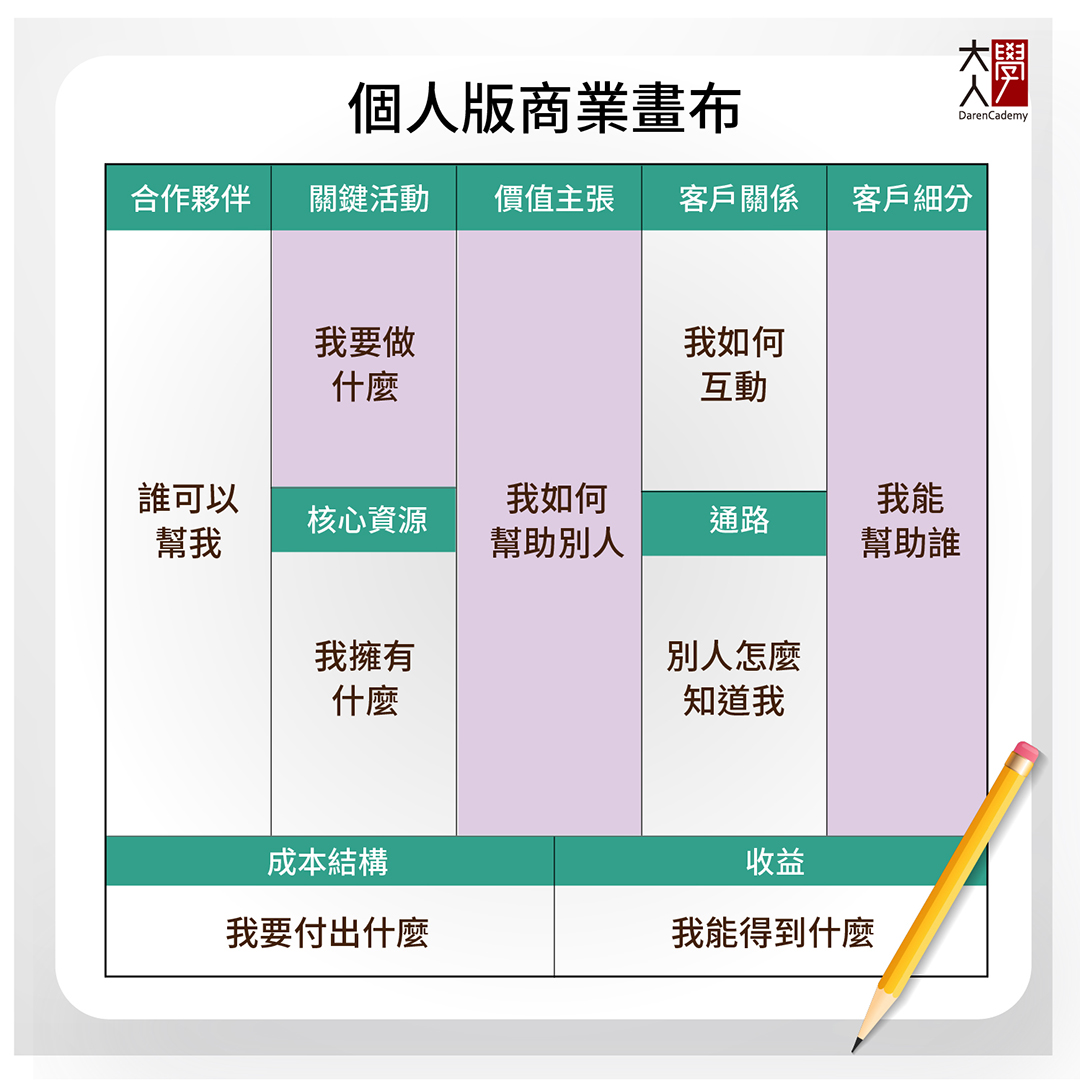 大人學
DarenCademy
個人版商業畫布
合作夥伴
誰可以
幫我
關鍵活動
我要做
什麼
核心資源
我擁有
什麼
價值主張
我如何
幫助別人
客戶關係
我如何
互動
通路
別人怎麼
知道我
客戶細分
我能
幫助誰
成本結構
我要付出什麼
收益
我能得到什麼